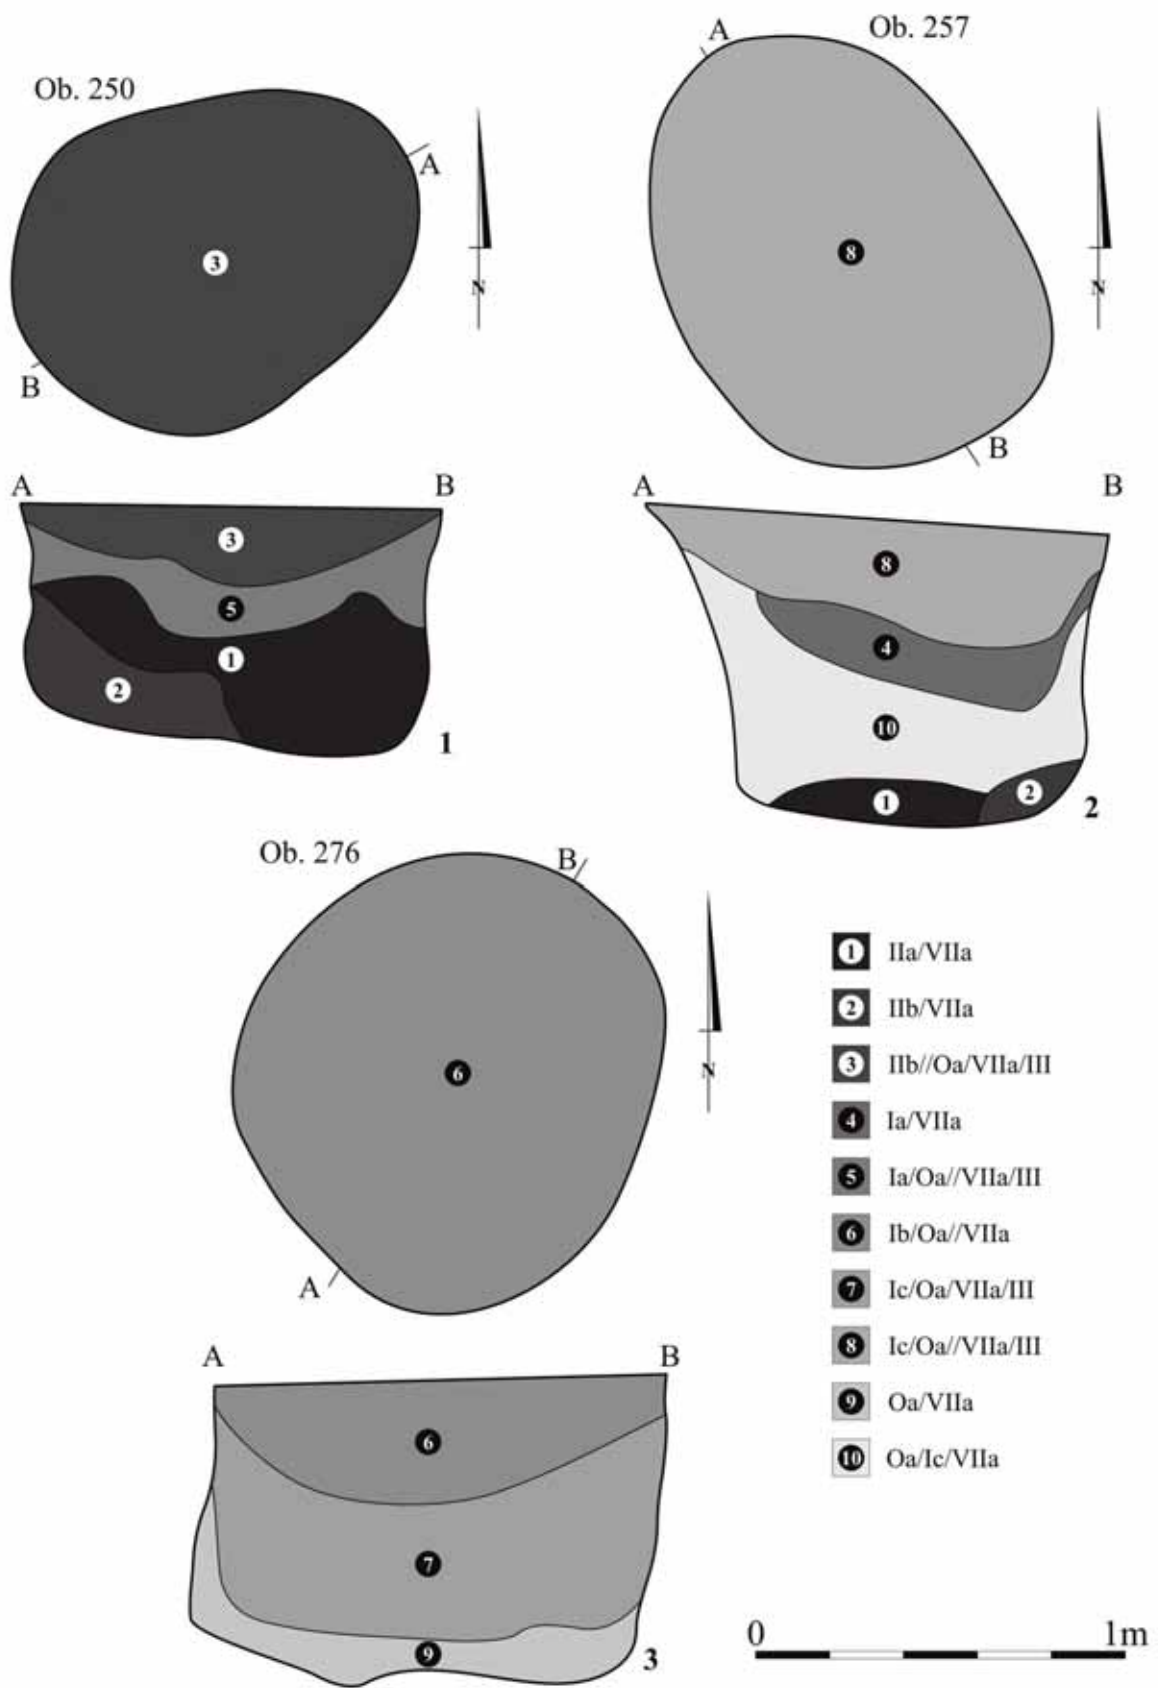 Ob. 250
A
3
B
N
A
Ob. 257
8
B
N
A B
3
5
1
2
1
A B
8
4
10
1
2
2
Ob. 276
B
6
A
N
A B
6
7
9
3
1 IIa/VIIa
2 IIb/VIIa
3 IIb//Oa/VIIa/III
4 Ia/VIIa
5 Ia/Oa//VIIa/III
6 Ib/Oa//VIIa
7 Ic/Oa/VIIa/III
8 Ic/Oa//VIIa/III
9 Oa/VIIa
10 Oa/Ic/VIIa
0 1m